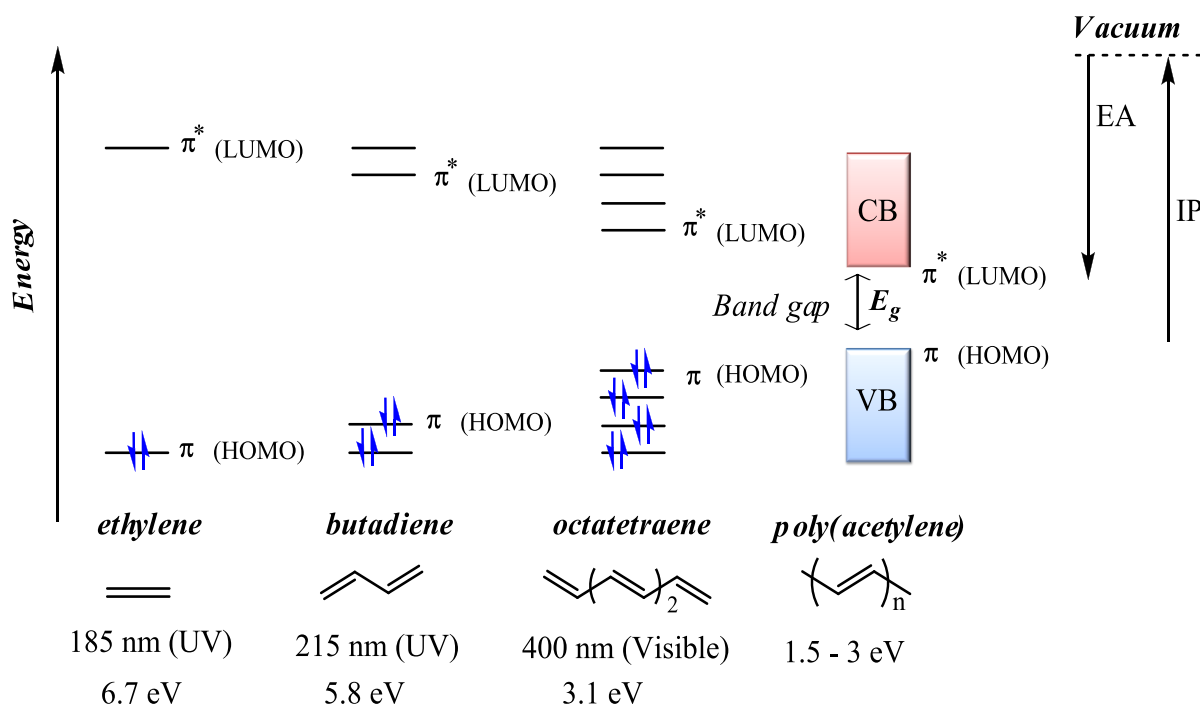 Vacuum
EA
IP
Energy
π* (LUMO)
π* (LUMO)
π* (LUMO)
CB
π* (LUMO)
Band gap
Eg
π (HOMO)
π (HOMO)
π (HOMO)
VB
π (HOMO)
ethylene
butadiene
octatetraene
poly(acetylene)
2
n
185 nm (UV)
215 nm (UV)
400 nm (Visible)
1.5 - 3 eV
6.7 eV
5.8 eV
3.1 eV